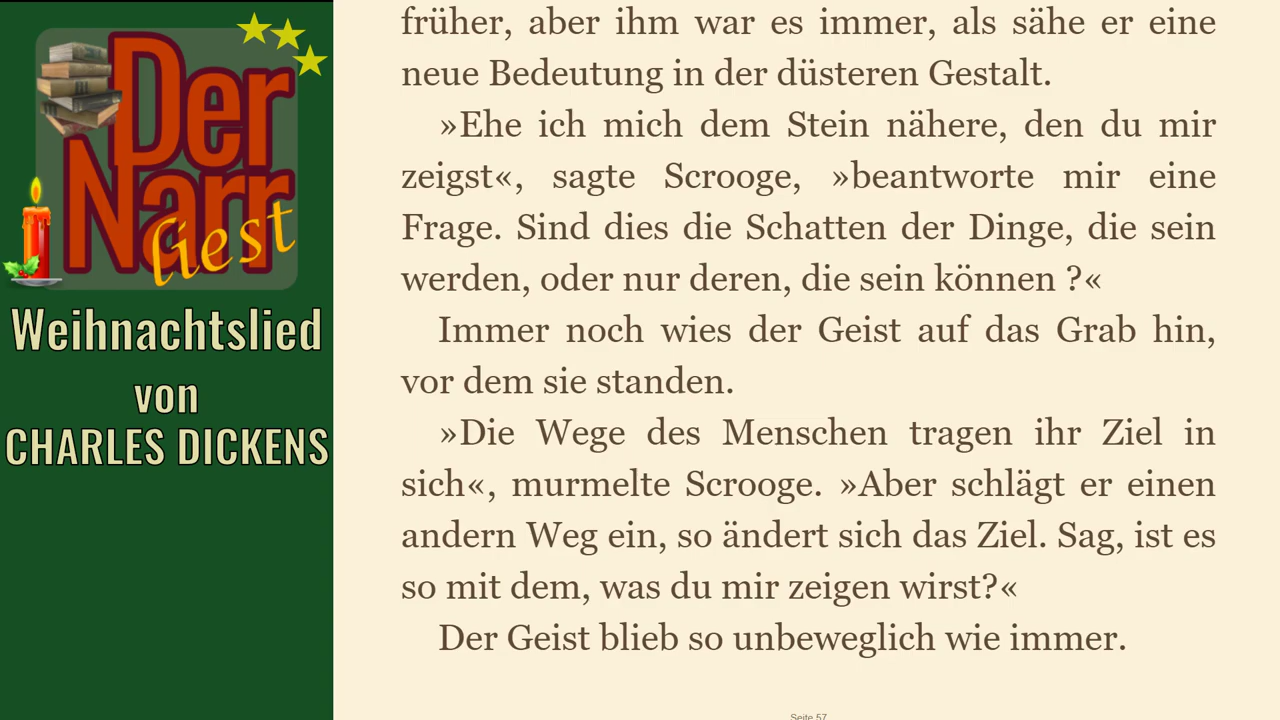 Der
Narr
liest
Weihnachtslied
von
CHARLES DICKENS
früher, aber ihm war es immer, als sähe er eine
neue Bedeutung in der düsteren Gestalt.
»Ehe ich mich dem Stein nähere, den du mir
zeigst«, sagte Scrooge, »beantworte mir eine
Frage. Sind dies die Schatten der Dinge, die sein
werden, oder nur deren, die sein können ?«
Immer noch wies der Geist auf das Grab hin,
vor dem sie standen.
»Die Wege des Menschen tragen ihr Ziel in
sich«, murmelte Scrooge. »Aber schlägt er einen
andern Weg ein, so ändert sich das Ziel. Sag, ist es
so mit dem, was du mir zeigen wirst?«
Der Geist blieb so unbeweglich wie immer.
Seite 57